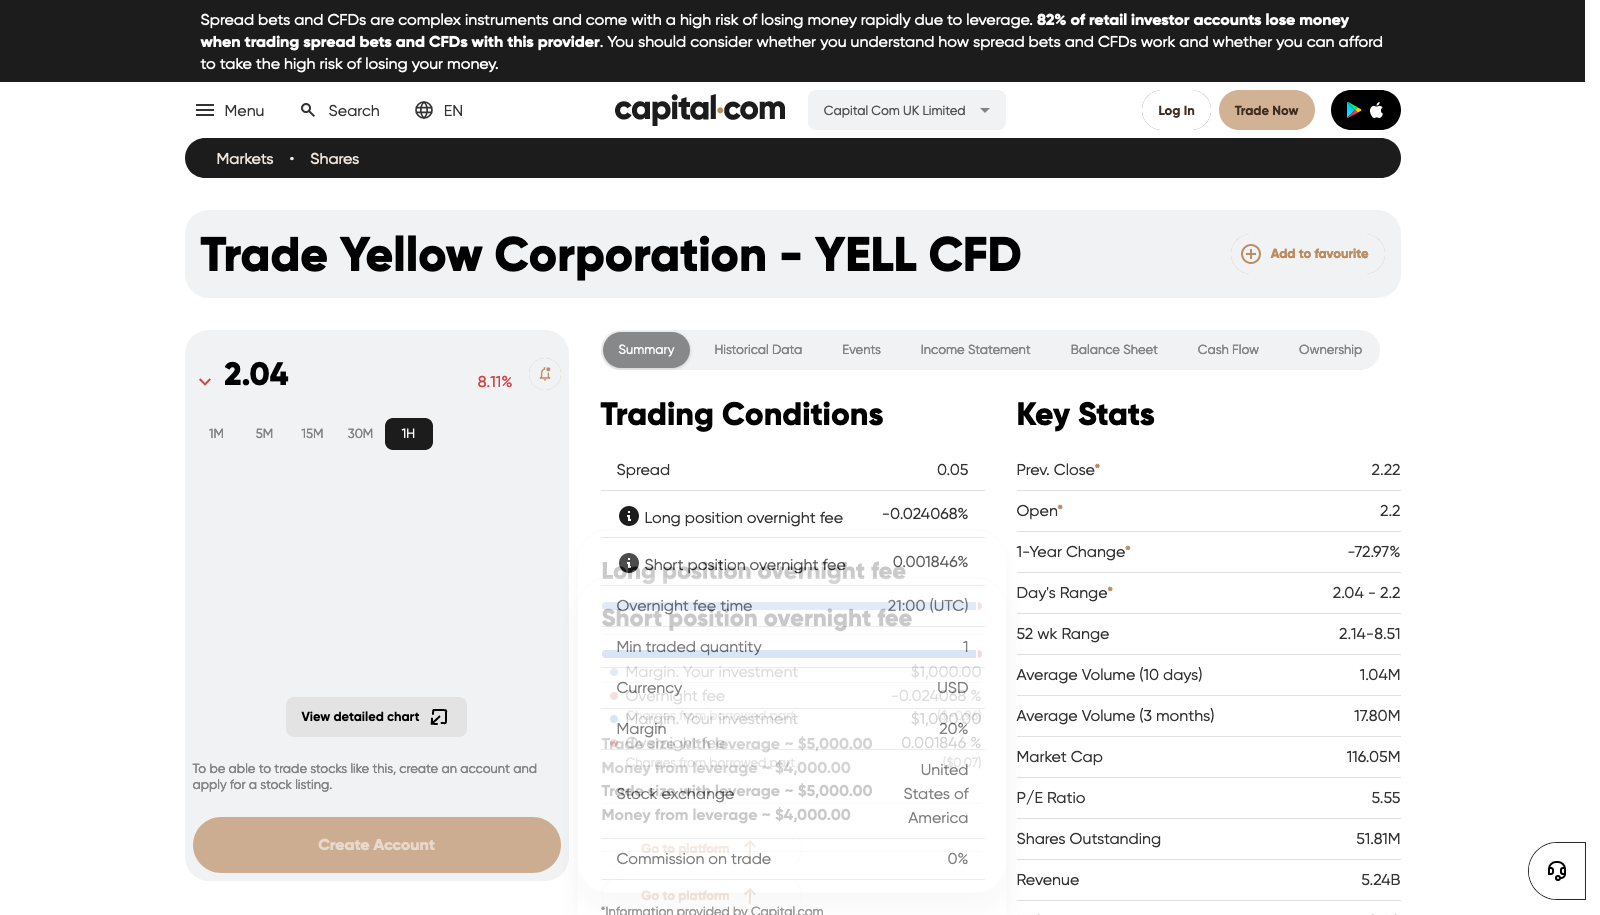 Spread bets and CFDs are complex instruments and come with a high risk of losing money rapidly due to leverage. 82% of retail investor accounts lose money
when trading spread bets and CFDs with this provider. You should consider whether you understand how spread bets and CFDs work and whether you can afford
to take the high risk of losing your money.
Menu
Search
EN
capital.com
Capital Com UK Limited
Log In
Trade Now
Markets • Shares
Trade Yellow Corporation - YELL CFD
Add to favourite
2.04
8.11%
1M 5M 15M 30M 1H
View detailed chart
To be able to trade stocks like this, create an account and
apply for a stock listing.
Create Account
Summary Historical Data Events Income Statement Balance Sheet Cash Flow Ownership
Trading Conditions
Spread 0.05
Long position overnight fee -0.024068%
Short position overnight fee 0.001846%
Long position overnight fee
Overnight fee time 21:00 (UTC)
Short position overnight fee
Min traded quantity 1
Margin. Your investment $1,000.00
Currency USD
Overnight fee -0.024068 %
Margin. Your investment $1,000.00
Margin 20%
Overnight fee 0.001846 %
Trade size with leverage ~ $5,000.00
Charges from borrowed part ($0.07)
Money from leverage ~ $4,000.00
Stock exchange United
States of
America
Trade size with leverage ~ $5,000.00
Money from leverage ~ $4,000.00
Go to platform
Commission on trade 0%
Go to platform
*Information provided by Capital.com
Key Stats
Prev. Close* 2.22
Open* 2.2
1-Year Change* -72.97%
Day's Range* 2.04 - 2.2
52 wk Range 2.14-8.51
Average Volume (10 days) 1.04M
Average Volume (3 months) 17.80M
Market Cap 116.05M
P/E Ratio 5.55
Shares Outstanding 51.81M
Revenue 5.24B